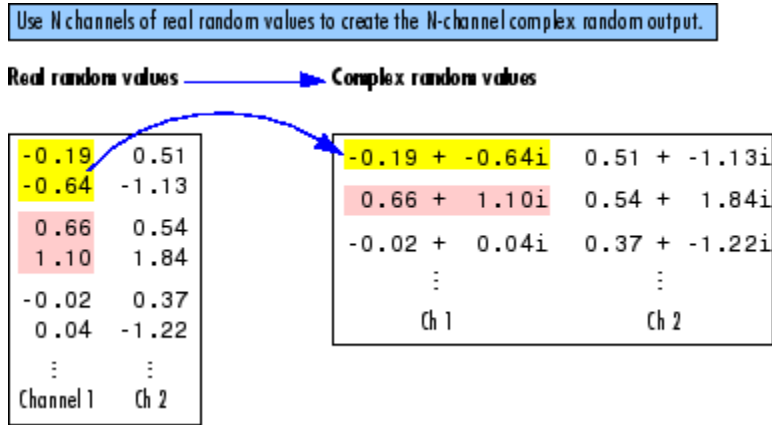 Use N channels of real random values to create the N-channel complex random output.
Real random values
Complex random values
-0.19 0.51
-0.64 -1.13
0.66 0.54
1.10 1.84
-0.02 0.37
0.04 -1.22
⋮ ⋮
Channel 1 Ch 2
-0.19 + -0.64i 0.51 + -1.13i
0.66 + 1.10i 0.54 + 1.84i
-0.02 + 0.04i 0.37 + -1.22i
⋮ ⋮
Ch 1 Ch 2